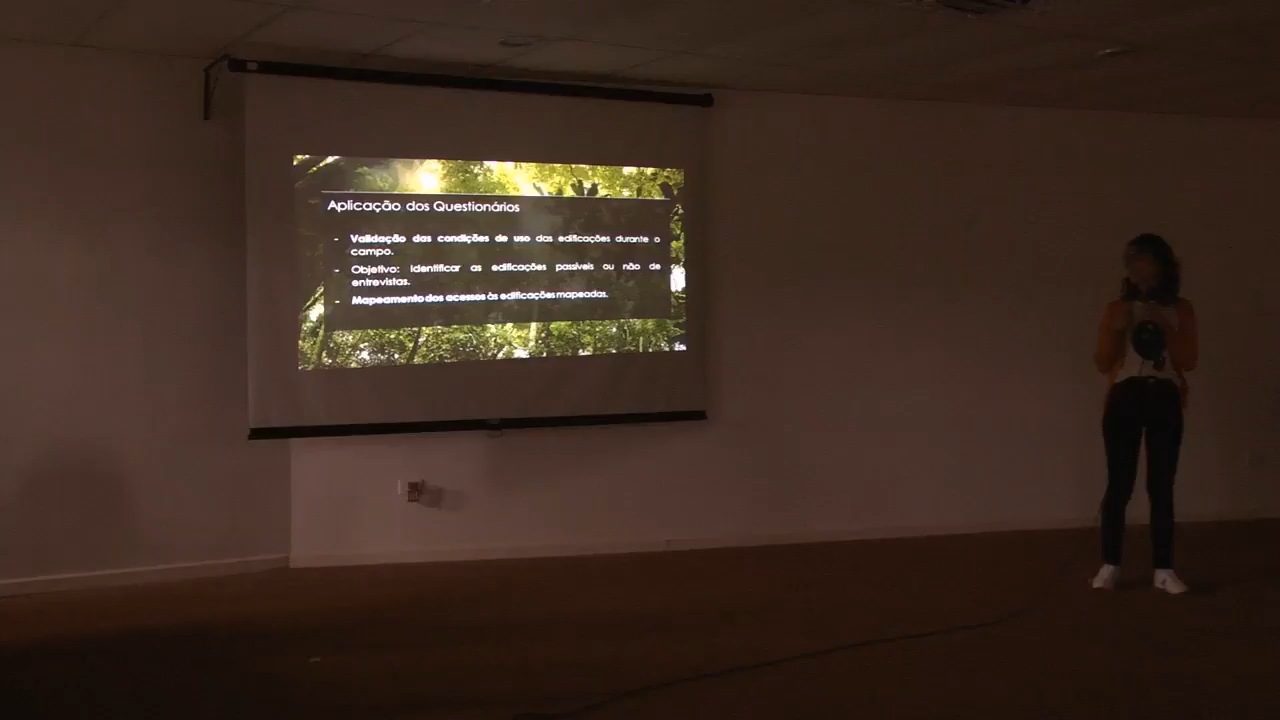 Aplicação dos Questionários
- Validação das condições de uso das edificações durante o
campo.
- Objetivo: Identificar as edificações passíveis ou não de
entrevistas.
- Mapeamento dos acessos às edificações mapeadas.